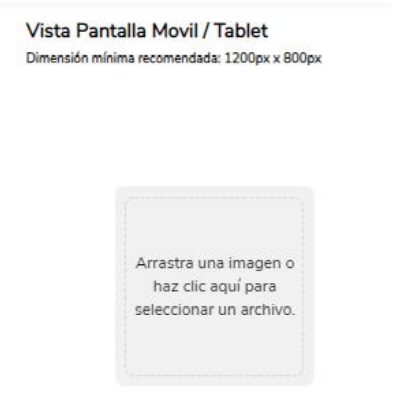 Vista Pantalla Movil / Tablet
Dimensión mínima recomendada: 1200px x 800px
Arrastra una imagen o
haz clic aquí para
seleccionar un archivo.